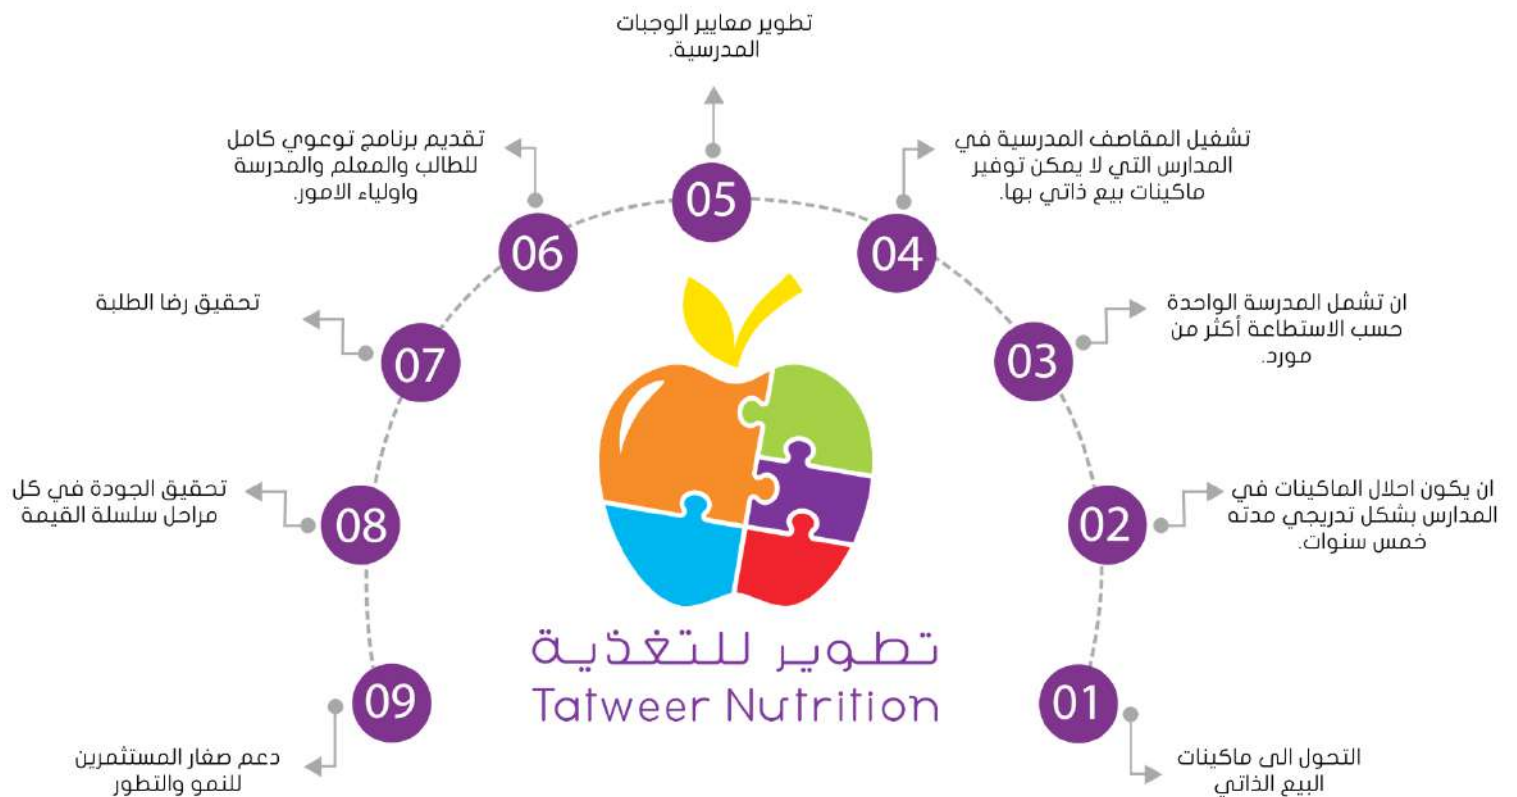 01
التحول الى ماكينات
البيع الذاتي
02
ان يكون احلال الماكينات في
المدارس بشكل تدريجي مدته
خمس سنوات.
03
ان تشمل المدرسة الواحدة
حسب الاستطاعة أكثر من
مورد.
04
تشغيل المقاصف المدرسية في
المدارس التي لا يمكن توفير
ماكينات بيع ذاتي بها.
05
تطوير معايير الوجبات
المدرسية.
06
تقديم برنامج توعوي كامل
للطالب والمعلم والمدرسة
واولياء الامور.
07
تحقيق رضا الطلبة
08
تحقيق الجودة في كل
مراحل سلسلة القيمة
09
دعم صغار المستثمرين
للنمو والتطور
تطوير للتغذية
Tatweer Nutrition